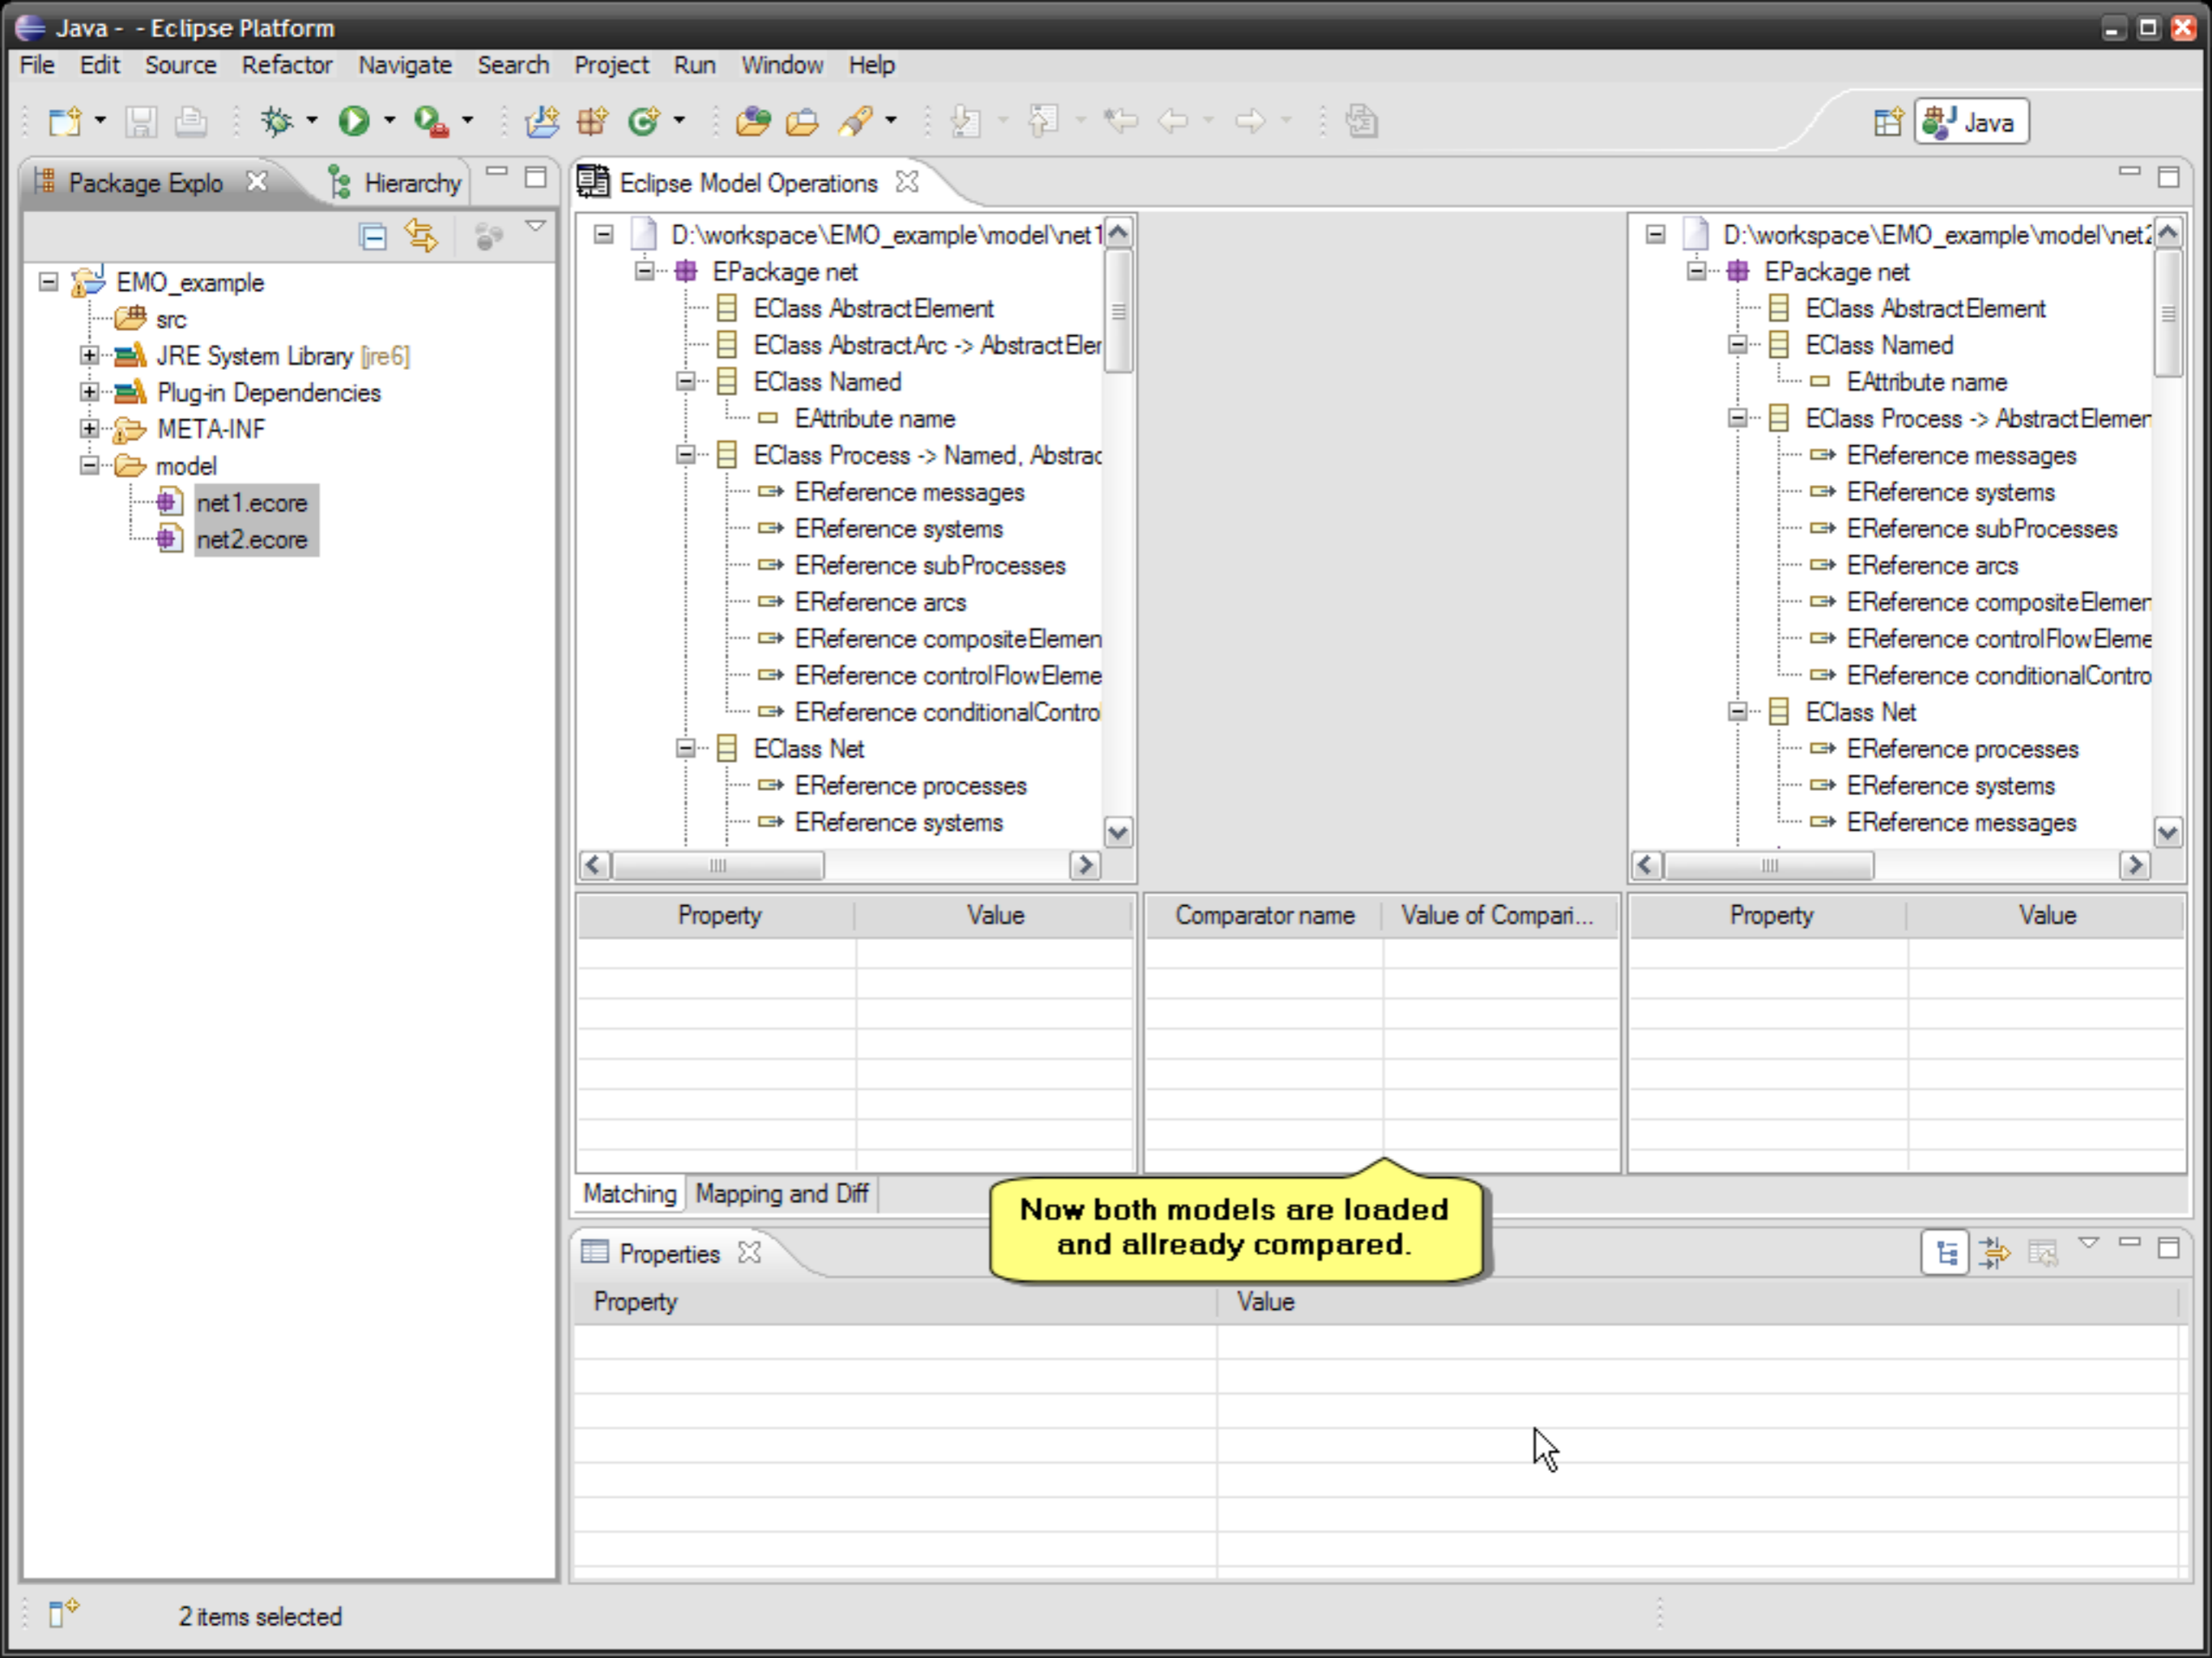 Java - - Eclipse Platform
File Edit Source Refactor Navigate Search Project Run Window Help
Java
Package Explo
Hierarchy
EMO_example
src
JRE System Library [jre6]
Plug-in Dependencies
META-INF
model
net1.ecore
net2.ecore
Eclipse Model Operations
D:\workspace\EMO_example\model\net1
EPackage net
EClass AbstractElement
EClass AbstractArc -> AbstractEler
EClass Named
EAttribute name
EClass Process -> Named, Abstrac
EReference messages
EReference systems
EReference subProcesses
EReference arcs
EReference compositeElemen
EReference controlFlowEleme
EReference conditionalContro
EClass Net
EReference processes
EReference systems
D:\workspace\EMO_example\model\net2
EPackage net
EClass AbstractElement
EClass Named
EAttribute name
EClass Process -> AbstractElemen
EReference messages
EReference systems
EReference subProcesses
EReference arcs
EReference compositeElemen
EReference controlFlowEleme
EReference conditionalContro
EClass Net
EReference processes
EReference systems
EReference messages
Property Value
Comparator name Value of Compari...
Property Value
Matching Mapping and Diff
Now both models are loaded
and allready compared.
Properties
Property Value
2 items selected